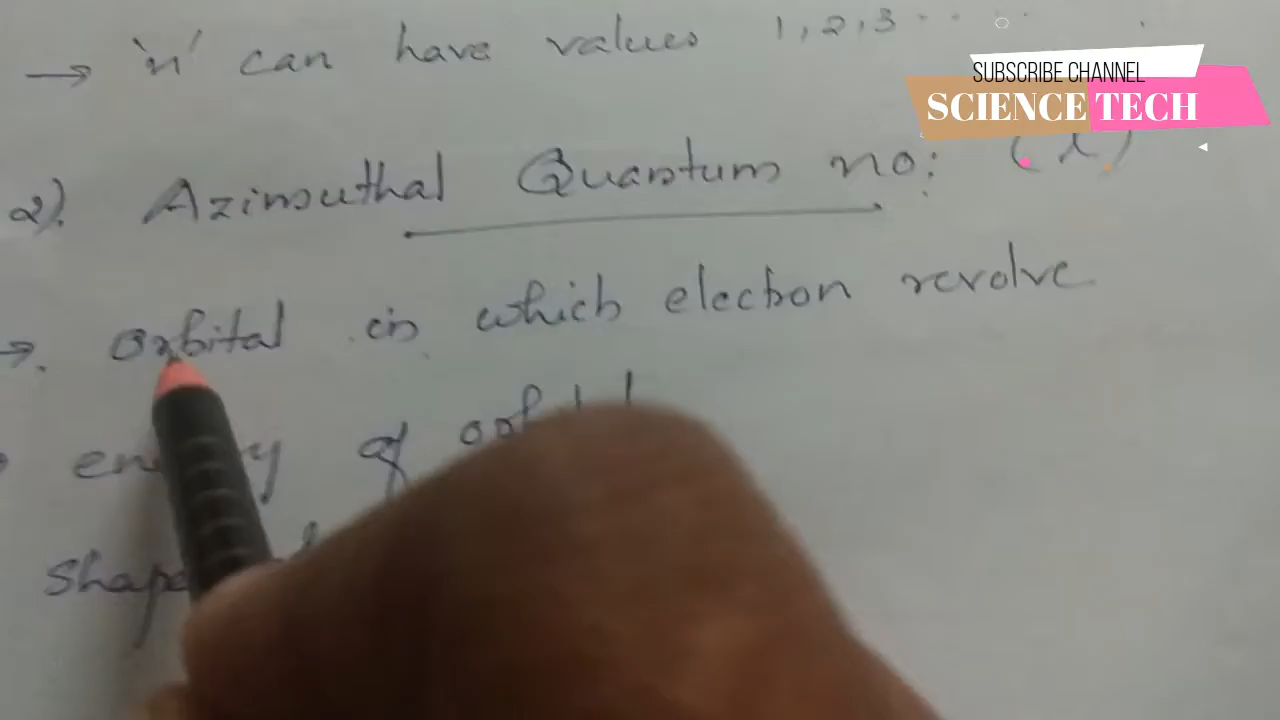 → 'n' can have values 1, 2, 3 . . . .
SUBSCRIBE CHANNEL
SCIENCE TECH
2). Azimuthal Quantum no: (l)
→. Orbital in which electron revolve
of
shape